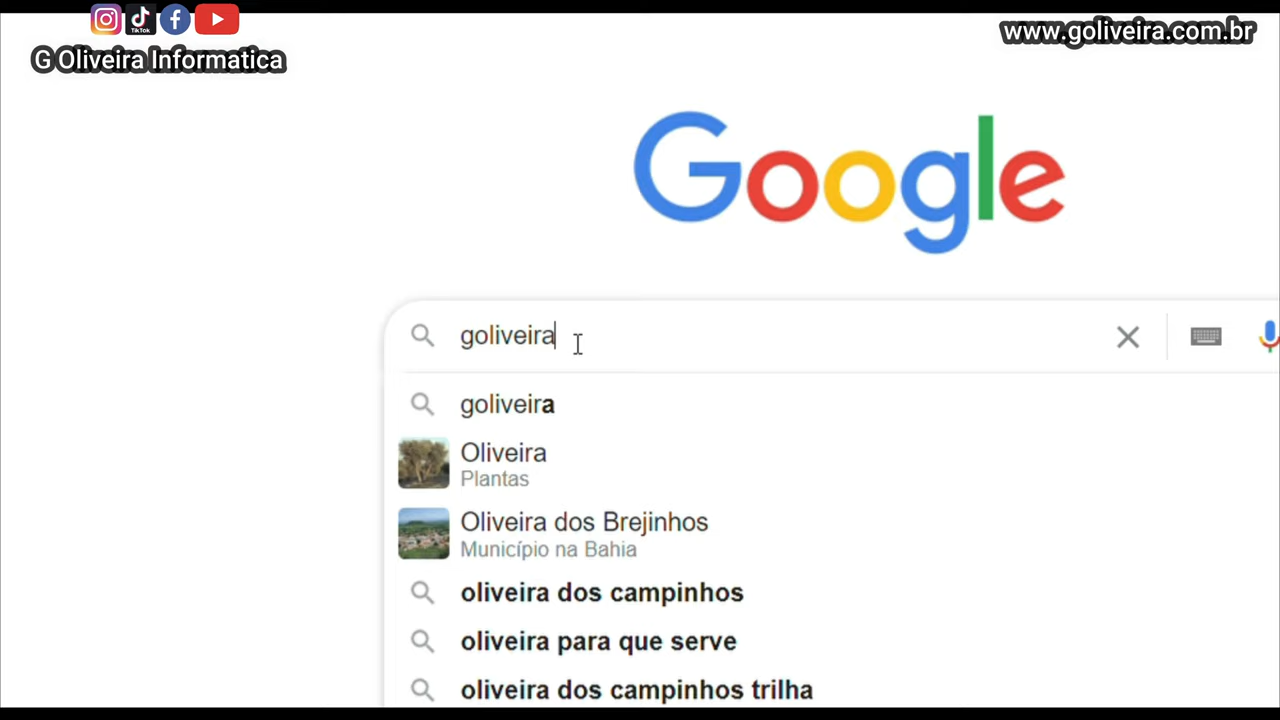 TikTok
G Oliveira Informatica
www.goliveira.com.br
Google
goliveira
goliveira
Oliveira
Plantas
Oliveira dos Brejinhos
Município na Bahia
oliveira dos campinhos
oliveira para que serve
oliveira dos campinhos trilha